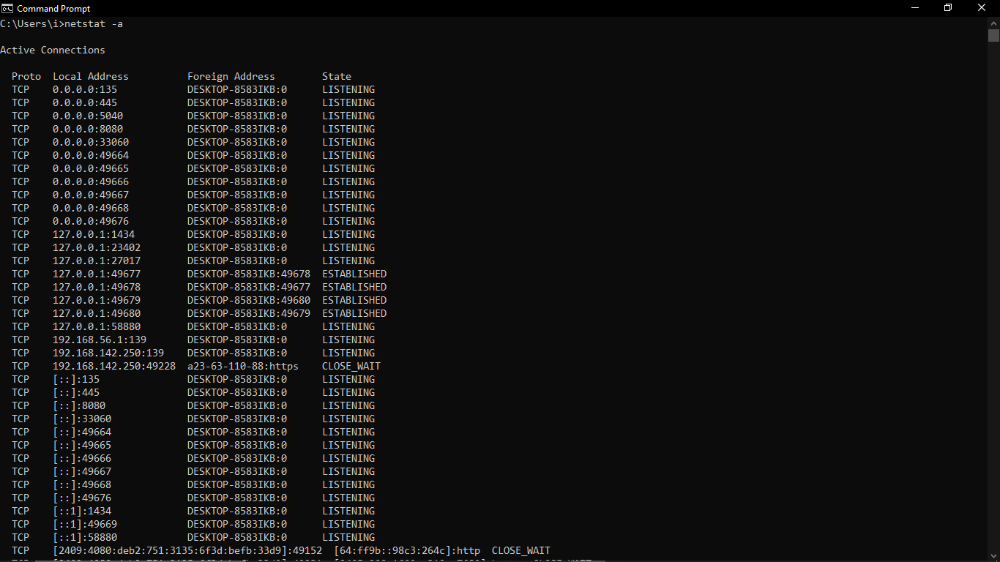 Command Prompt
C:\Users\i>netstat -a
Active Connections
Proto  Local Address          Foreign Address        State
TCP    0.0.0.0:135            DESKTOP-8583IKB:0      LISTENING
TCP    0.0.0.0:445            DESKTOP-8583IKB:0      LISTENING
TCP    0.0.0.0:5040           DESKTOP-8583IKB:0      LISTENING
TCP    0.0.0.0:8080           DESKTOP-8583IKB:0      LISTENING
TCP    0.0.0.0:33060          DESKTOP-8583IKB:0      LISTENING
TCP    0.0.0.0:49664          DESKTOP-8583IKB:0      LISTENING
TCP    0.0.0.0:49665          DESKTOP-8583IKB:0      LISTENING
TCP    0.0.0.0:49666          DESKTOP-8583IKB:0      LISTENING
TCP    0.0.0.0:49667          DESKTOP-8583IKB:0      LISTENING
TCP    0.0.0.0:49668          DESKTOP-8583IKB:0      LISTENING
TCP    0.0.0.0:49676          DESKTOP-8583IKB:0      LISTENING
TCP    127.0.0.1:1434         DESKTOP-8583IKB:0      LISTENING
TCP    127.0.0.1:23402        DESKTOP-8583IKB:0      LISTENING
TCP    127.0.0.1:27017        DESKTOP-8583IKB:0      LISTENING
TCP    127.0.0.1:49677        DESKTOP-8583IKB:49678  ESTABLISHED
TCP    127.0.0.1:49678        DESKTOP-8583IKB:49677  ESTABLISHED
TCP    127.0.0.1:49679        DESKTOP-8583IKB:49680  ESTABLISHED
TCP    127.0.0.1:49680        DESKTOP-8583IKB:49679  ESTABLISHED
TCP    127.0.0.1:58880        DESKTOP-8583IKB:0      LISTENING
TCP    192.168.56.1:139       DESKTOP-8583IKB:0      LISTENING
TCP    192.168.142.250:139    DESKTOP-8583IKB:0      LISTENING
TCP    192.168.142.250:49228  a23-63-110-88:https    CLOSE_WAIT
TCP    [::]:135               DESKTOP-8583IKB:0      LISTENING
TCP    [::]:445               DESKTOP-8583IKB:0      LISTENING
TCP    [::]:8080              DESKTOP-8583IKB:0      LISTENING
TCP    [::]:33060             DESKTOP-8583IKB:0      LISTENING
TCP    [::]:49664             DESKTOP-8583IKB:0      LISTENING
TCP    [::]:49665             DESKTOP-8583IKB:0      LISTENING
TCP    [::]:49666             DESKTOP-8583IKB:0      LISTENING
TCP    [::]:49667             DESKTOP-8583IKB:0      LISTENING
TCP    [::]:49668             DESKTOP-8583IKB:0      LISTENING
TCP    [::]:49676             DESKTOP-8583IKB:0      LISTENING
TCP    [::1]:1434             DESKTOP-8583IKB:0      LISTENING
TCP    [::1]:49669            DESKTOP-8583IKB:0      LISTENING
TCP    [::1]:58880            DESKTOP-8583IKB:0      LISTENING
TCP    [2409:4080:deb2:751:3135:6f3d:befb:33d9]:49152  [64:ff9b::98c3:264c]:http  CLOSE_WAIT